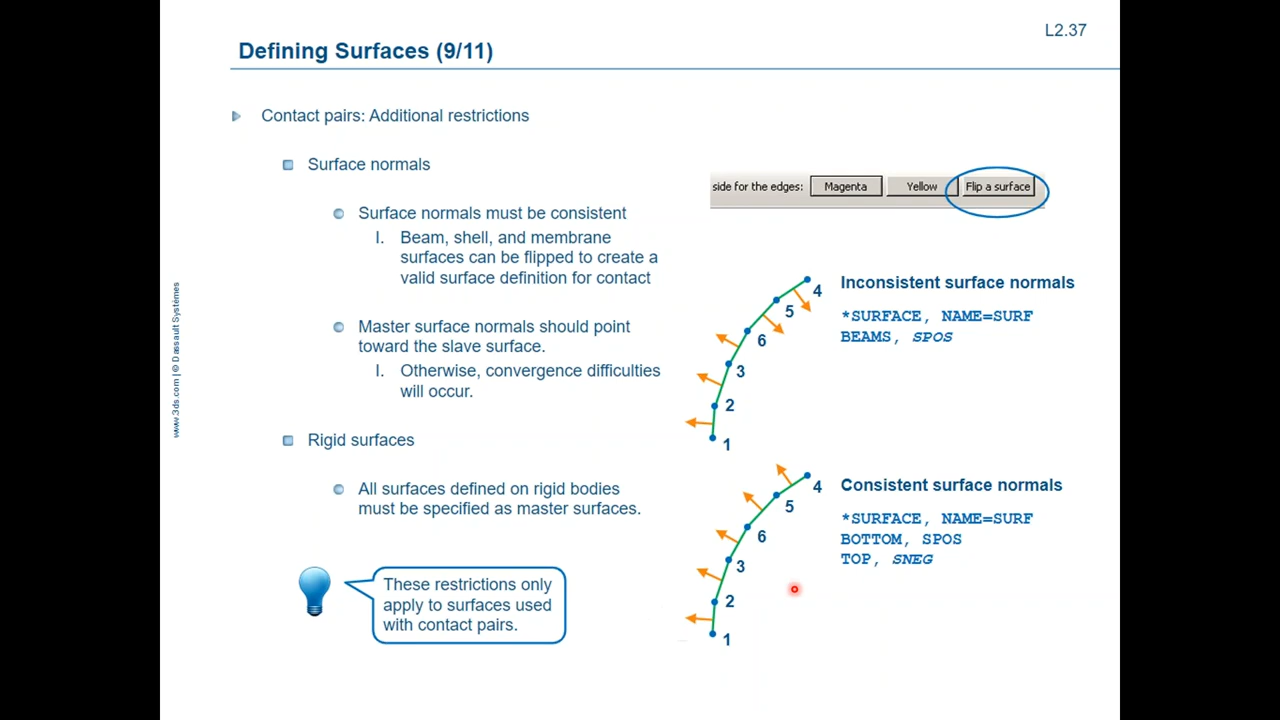 L2.37
Defining Surfaces (9/11)
Contact pairs: Additional restrictions
Surface normals
Surface normals must be consistent
I. Beam, shell, and membrane
surfaces can be flipped to create a
valid surface definition for contact
Master surface normals should point
toward the slave surface.
I. Otherwise, convergence difficulties
will occur.
Rigid surfaces
All surfaces defined on rigid bodies
must be specified as master surfaces.
These restrictions only
apply to surfaces used
with contact pairs.
side for the edges: Magenta Yellow Flip a surface
4
5
6
3
2
1
Inconsistent surface normals
*SURFACE, NAME=SURF
BEAMS, SPOS
4
5
6
3
2
1
Consistent surface normals
*SURFACE, NAME=SURF
BOTTOM, SPOS
TOP, SNEG
www.3ds.com | © Dassault Systèmes